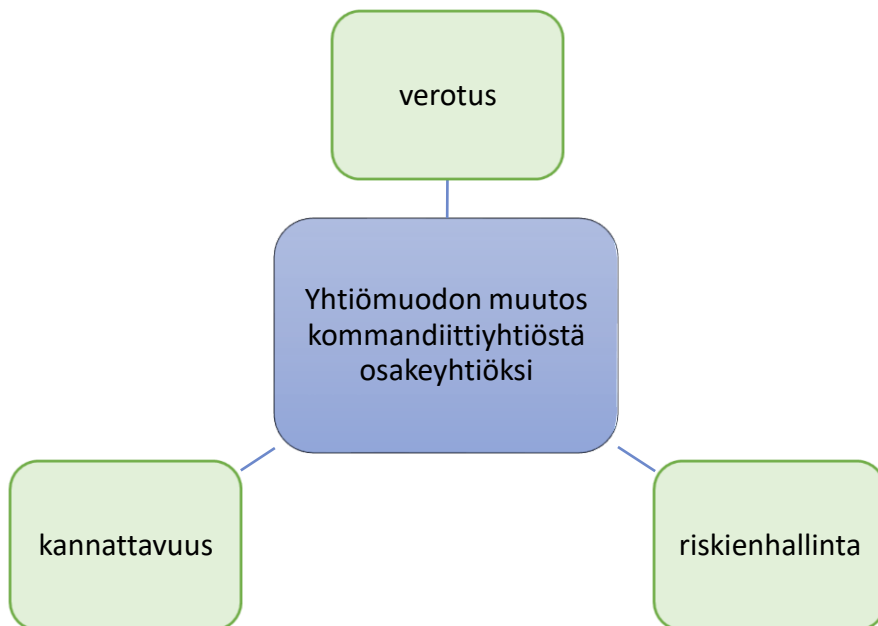 verotus
Yhtiömuodon muutos
kommandiittiyhtiöstä
osakeyhtiöksi
kannattavuus
riskienhallinta